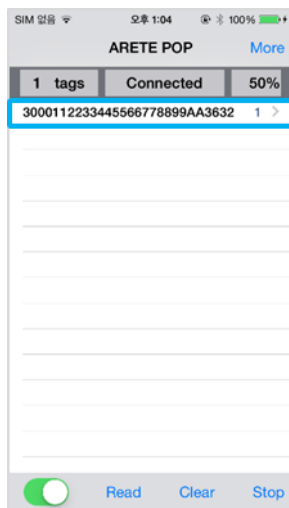 SIM 없음 오후 1:04 100%
ARETE POP More
1 tags Connected 50%
3000112233445566778899AA3632 1 >
Read Clear Stop